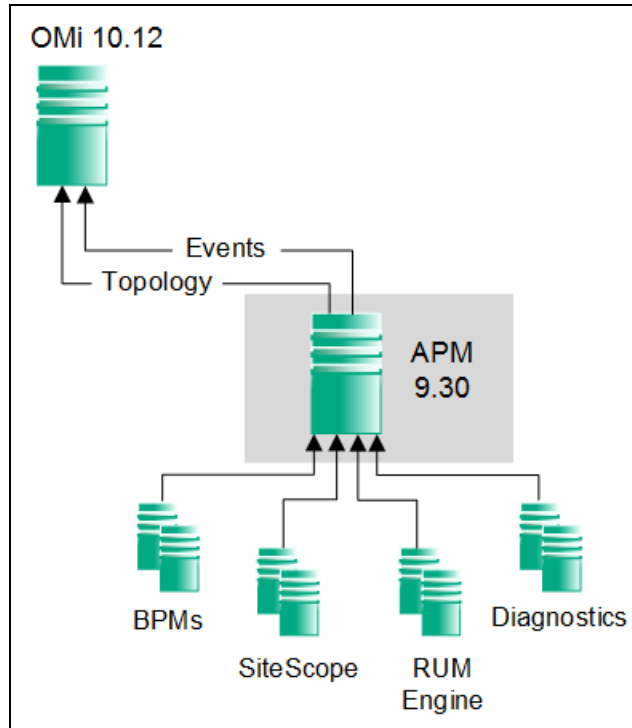 OMi 10.12
Events
Topology
APM
9.30
BPMs
SiteScope
RUM
Engine
Diagnostics